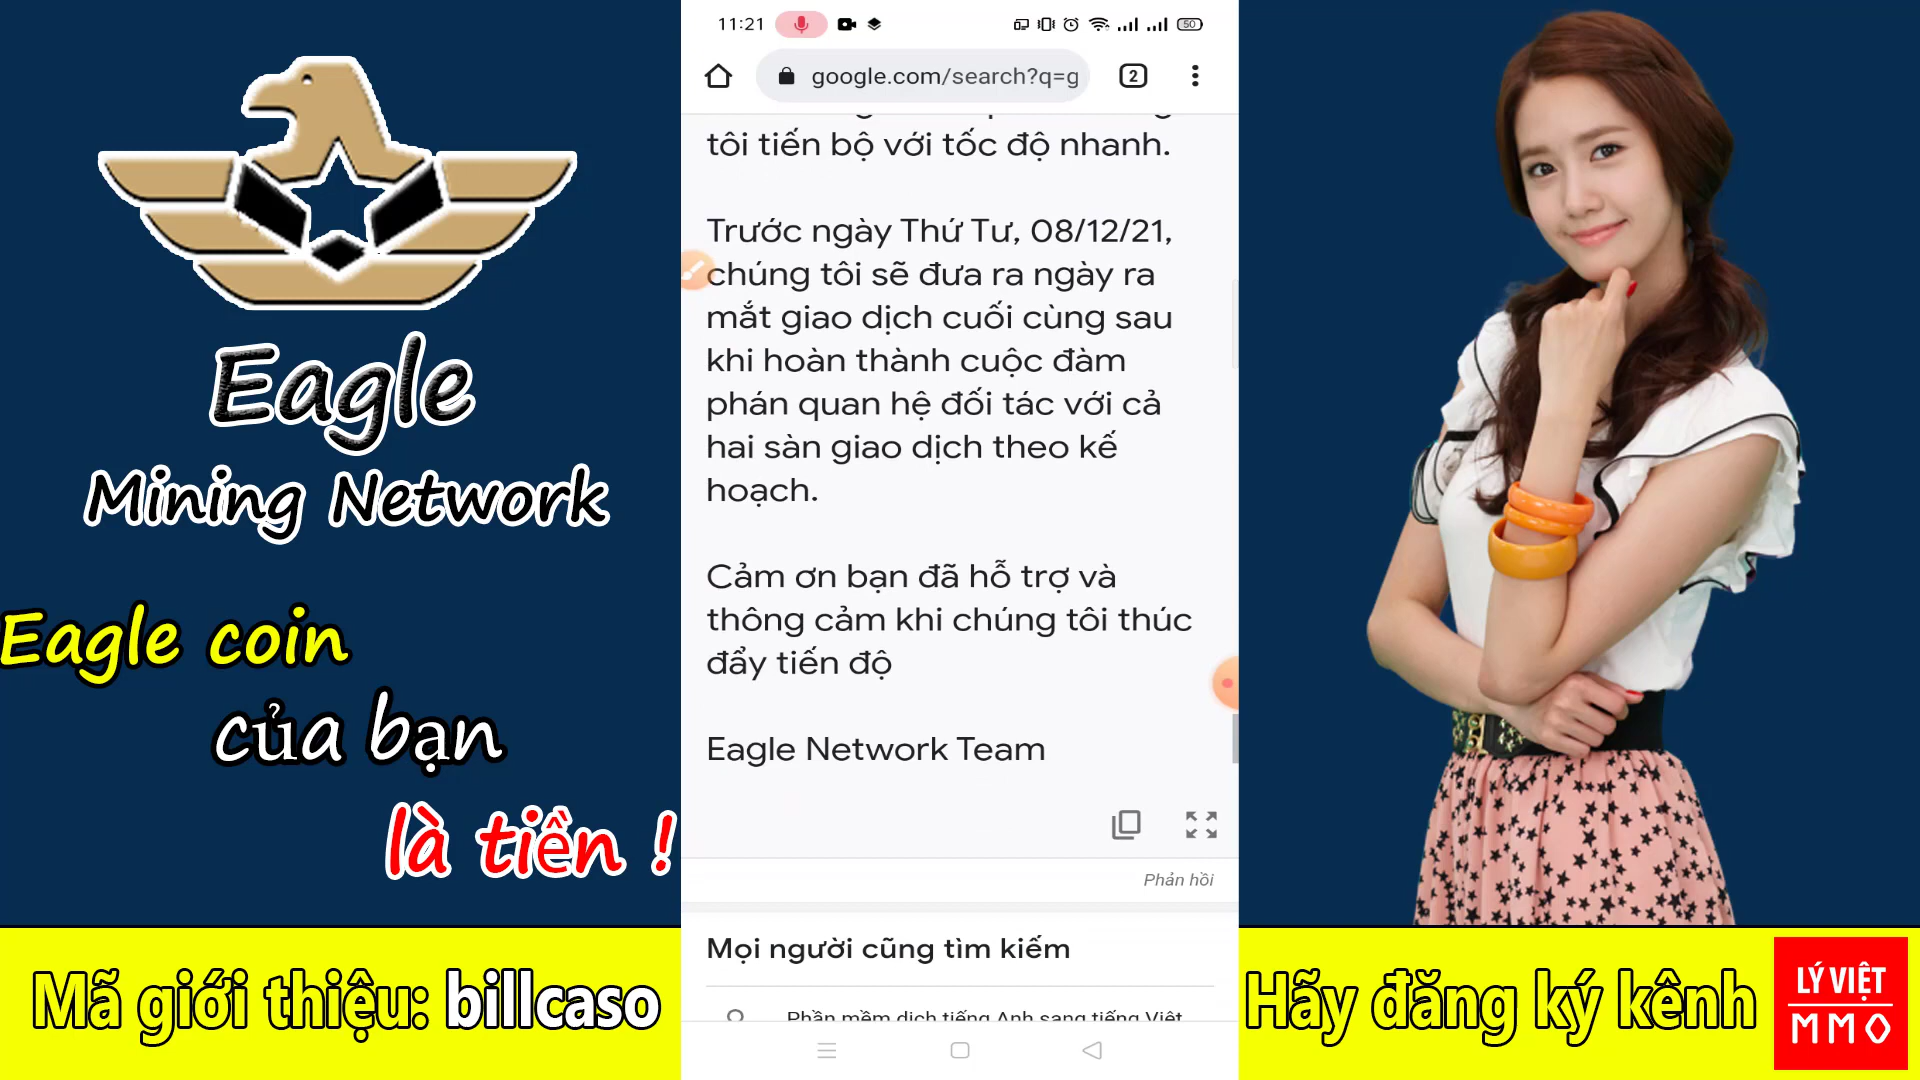 Eagle
Mining Network
Eagle coin
của bạn
là tiền !
Mã giới thiệu: billcaso
11:21
50
google.com/search?q=g
2
tôi tiến bộ với tốc độ nhanh.
Trước ngày Thứ Tư, 08/12/21,
chúng tôi sẽ đưa ra ngày ra
mắt giao dịch cuối cùng sau
khi hoàn thành cuộc đàm
phán quan hệ đối tác với cả
hai sàn giao dịch theo kế
hoạch.
Cảm ơn bạn đã hỗ trợ và
thông cảm khi chúng tôi thúc
đẩy tiến độ
Eagle Network Team
Phản hồi
Mọi người cũng tìm kiếm
Phần mềm dịch tiếng Anh sang tiếng Việt
Hãy đăng ký kênh
LÝ VIỆT
MMO